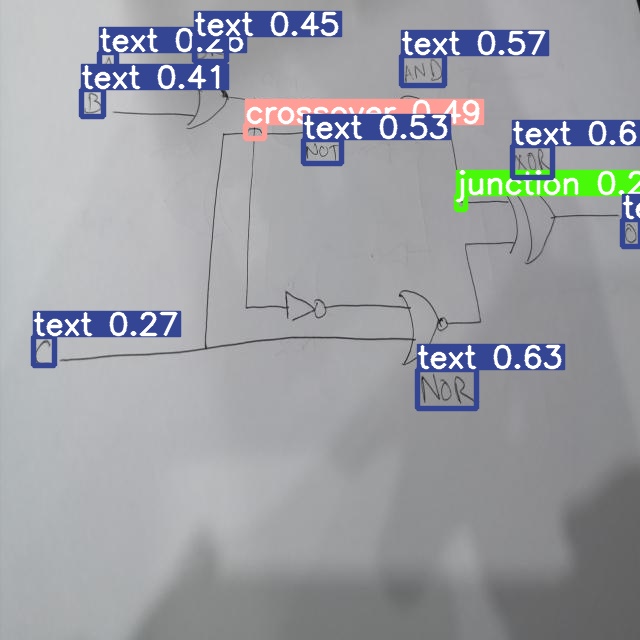 text 0.45
text 0.26
text 0.57
text 0.41
AND
B
crossover 0.49
text 0.53
text 0.6
NOT
XOR
junction 0.2
te
text 0.27
C
text 0.63
NOR